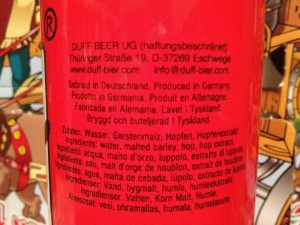 ®
DUFF BEER UG (haftungsbeschränkt)
Thüringer Straße 19, D-37269 Eschwege
www.duff-bier.com info@duff-bier.com
Gebraut in Deutschland. Produced in Germany
Prodotto in Germania. Produit en Allemagne.
Fabricada en Alemania. Lavet i Tyskland.
Bryggd och buteljerad i Tyskland.
Zutaten: Wasser, Gerstenmalz, Hopfen, Hopfenextrakt.
Ingredients: water, malted barley, hop, hop extract.
Ingredienti: acqua, malto d'orzo, luppolo, estratto di luppolo.
Ingrédients: eau, malt d'orge de houblon, extrait de houblon.
Ingredientes: agua, malta de cebada, lúpolo, extracto de lúpulo.
Ingredienser: Vand, bygmalt, humle, humleekstrakt.
Ingredienser: Vatten, Korn Malt, Humle,
vesi, ohramallas, humala, humalauute.